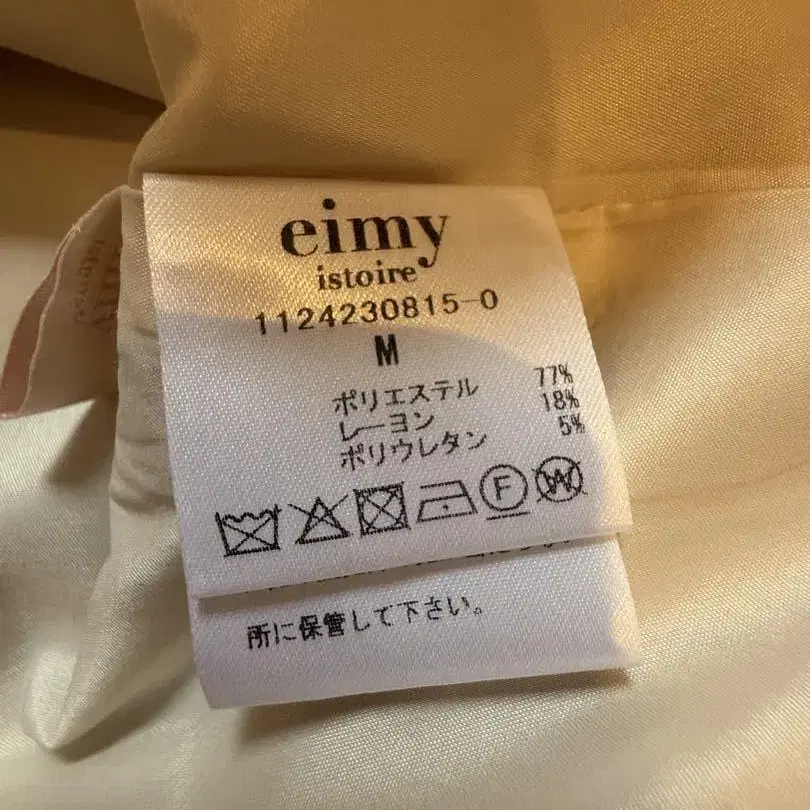 eimy
istoire
1124230815-0
M
ポリエステル 77%
レーヨン 18%
ポリウレタン 5%
F W
所に保管して下さい。